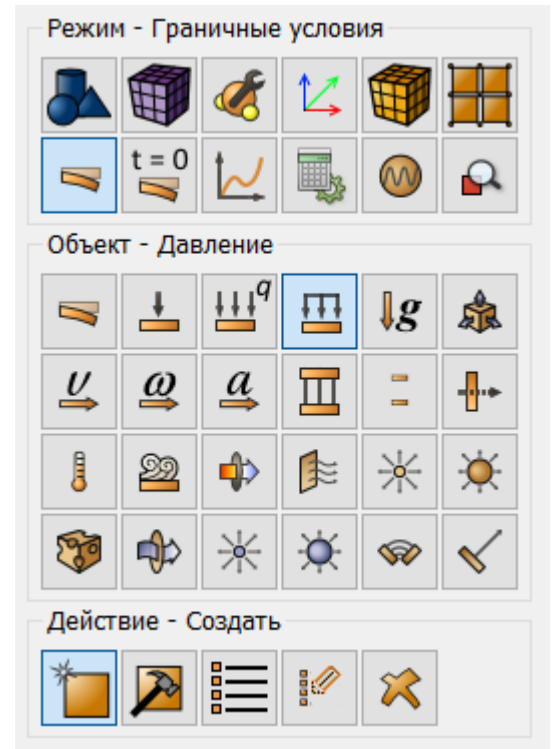 Режим - Граничные условия
t = 0
Объект - Давление
q
g
υ ω a
Действие - Создать